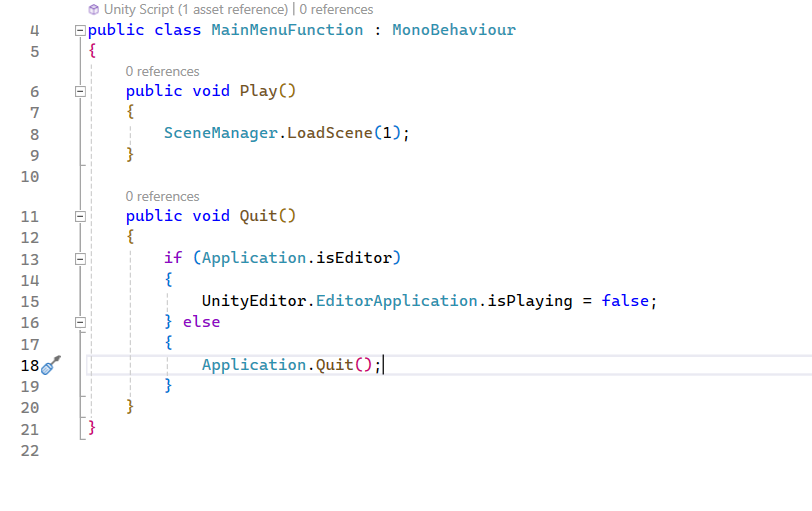 Unity Script (1 asset reference) | 0 references
4 public class MainMenuFunction : MonoBehaviour
5 {
0 references
6 public void Play()
7 {
8 SceneManager.LoadScene(1);
9 }
10
0 references
11 public void Quit()
12 {
13 if (Application.isEditor)
14 {
15 UnityEditor.EditorApplication.isPlaying = false;
16 } else
17 {
18 Application.Quit();
19 }
20 }
21 }
22